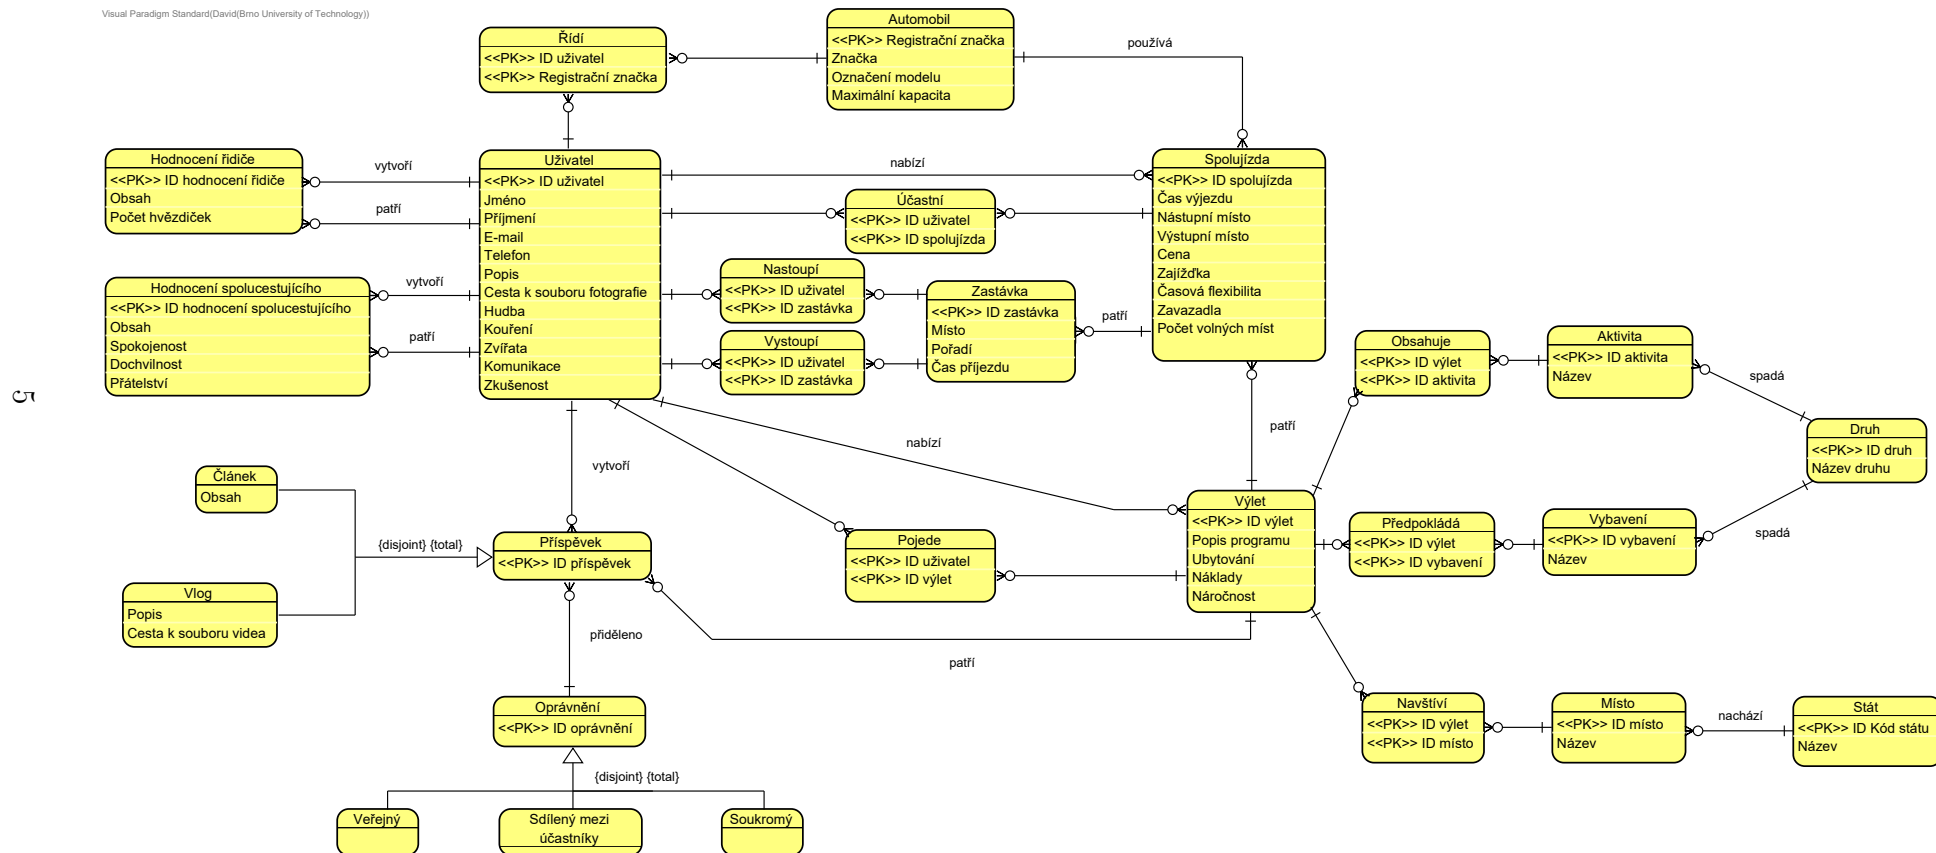 Visual Paradigm Standard(David(Brno University of Technology))
Řídí
<<PK>> ID uživatel
<<PK>> Registrační značka
Automobil
<<PK>> Registrační značka
Značka
Označení modelu
Maximální kapacita
používá
Hodnocení řidiče
<<PK>> ID hodnocení řidiče
Obsah
Počet hvězdiček
vytvoří
patří
Uživatel
<<PK>> ID uživatel
Jméno
Příjmení
E-mail
Telefon
Popis
Cesta k souboru fotografie
Hudba
Kouření
Zvířata
Komunikace
Zkušenost
nabízí
Účastní
<<PK>> ID uživatel
<<PK>> ID spolujízda
Spolujízda
<<PK>> ID spolujízda
Čas výjezdu
Nástupní místo
Výstupní místo
Cena
Zajížďka
Časová flexibilita
Zavazadla
Počet volných míst
Hodnocení spolucestujícího
<<PK>> ID hodnocení spolucestujícího
Obsah
Spokojenost
Dochvilnost
Přátelství
vytvoří
patří
Nastoupí
<<PK>> ID uživatel
<<PK>> ID zastávka
Vystoupí
<<PK>> ID uživatel
<<PK>> ID zastávka
Zastávka
<<PK>> ID zastávka
Místo
Pořadí
Čas příjezdu
patří
Obsahuje
<<PK>> ID výlet
<<PK>> ID aktivita
Aktivita
<<PK>> ID aktivita
Název
spadá
Druh
<<PK>> ID druh
Název druhu
5
patří
nabízí
vytvoří
Článek
Obsah
{disjoint} {total}
Vlog
Popis
Cesta k souboru videa
Příspěvek
<<PK>> ID příspěvek
Pojede
<<PK>> ID uživatel
<<PK>> ID výlet
Výlet
<<PK>> ID výlet
Popis programu
Ubytování
Náklady
Náročnost
Předpokládá
<<PK>> ID výlet
<<PK>> ID vybavení
Vybavení
<<PK>> ID vybavení
Název
spadá
přiděleno
patří
Oprávnění
<<PK>> ID oprávnění
{disjoint} {total}
Veřejný
Sdílený mezi
účastníky
Soukromý
Navštíví
<<PK>> ID výlet
<<PK>> ID místo
Místo
<<PK>> ID místo
Název
nachází
Stát
<<PK>> ID Kód státu
Název